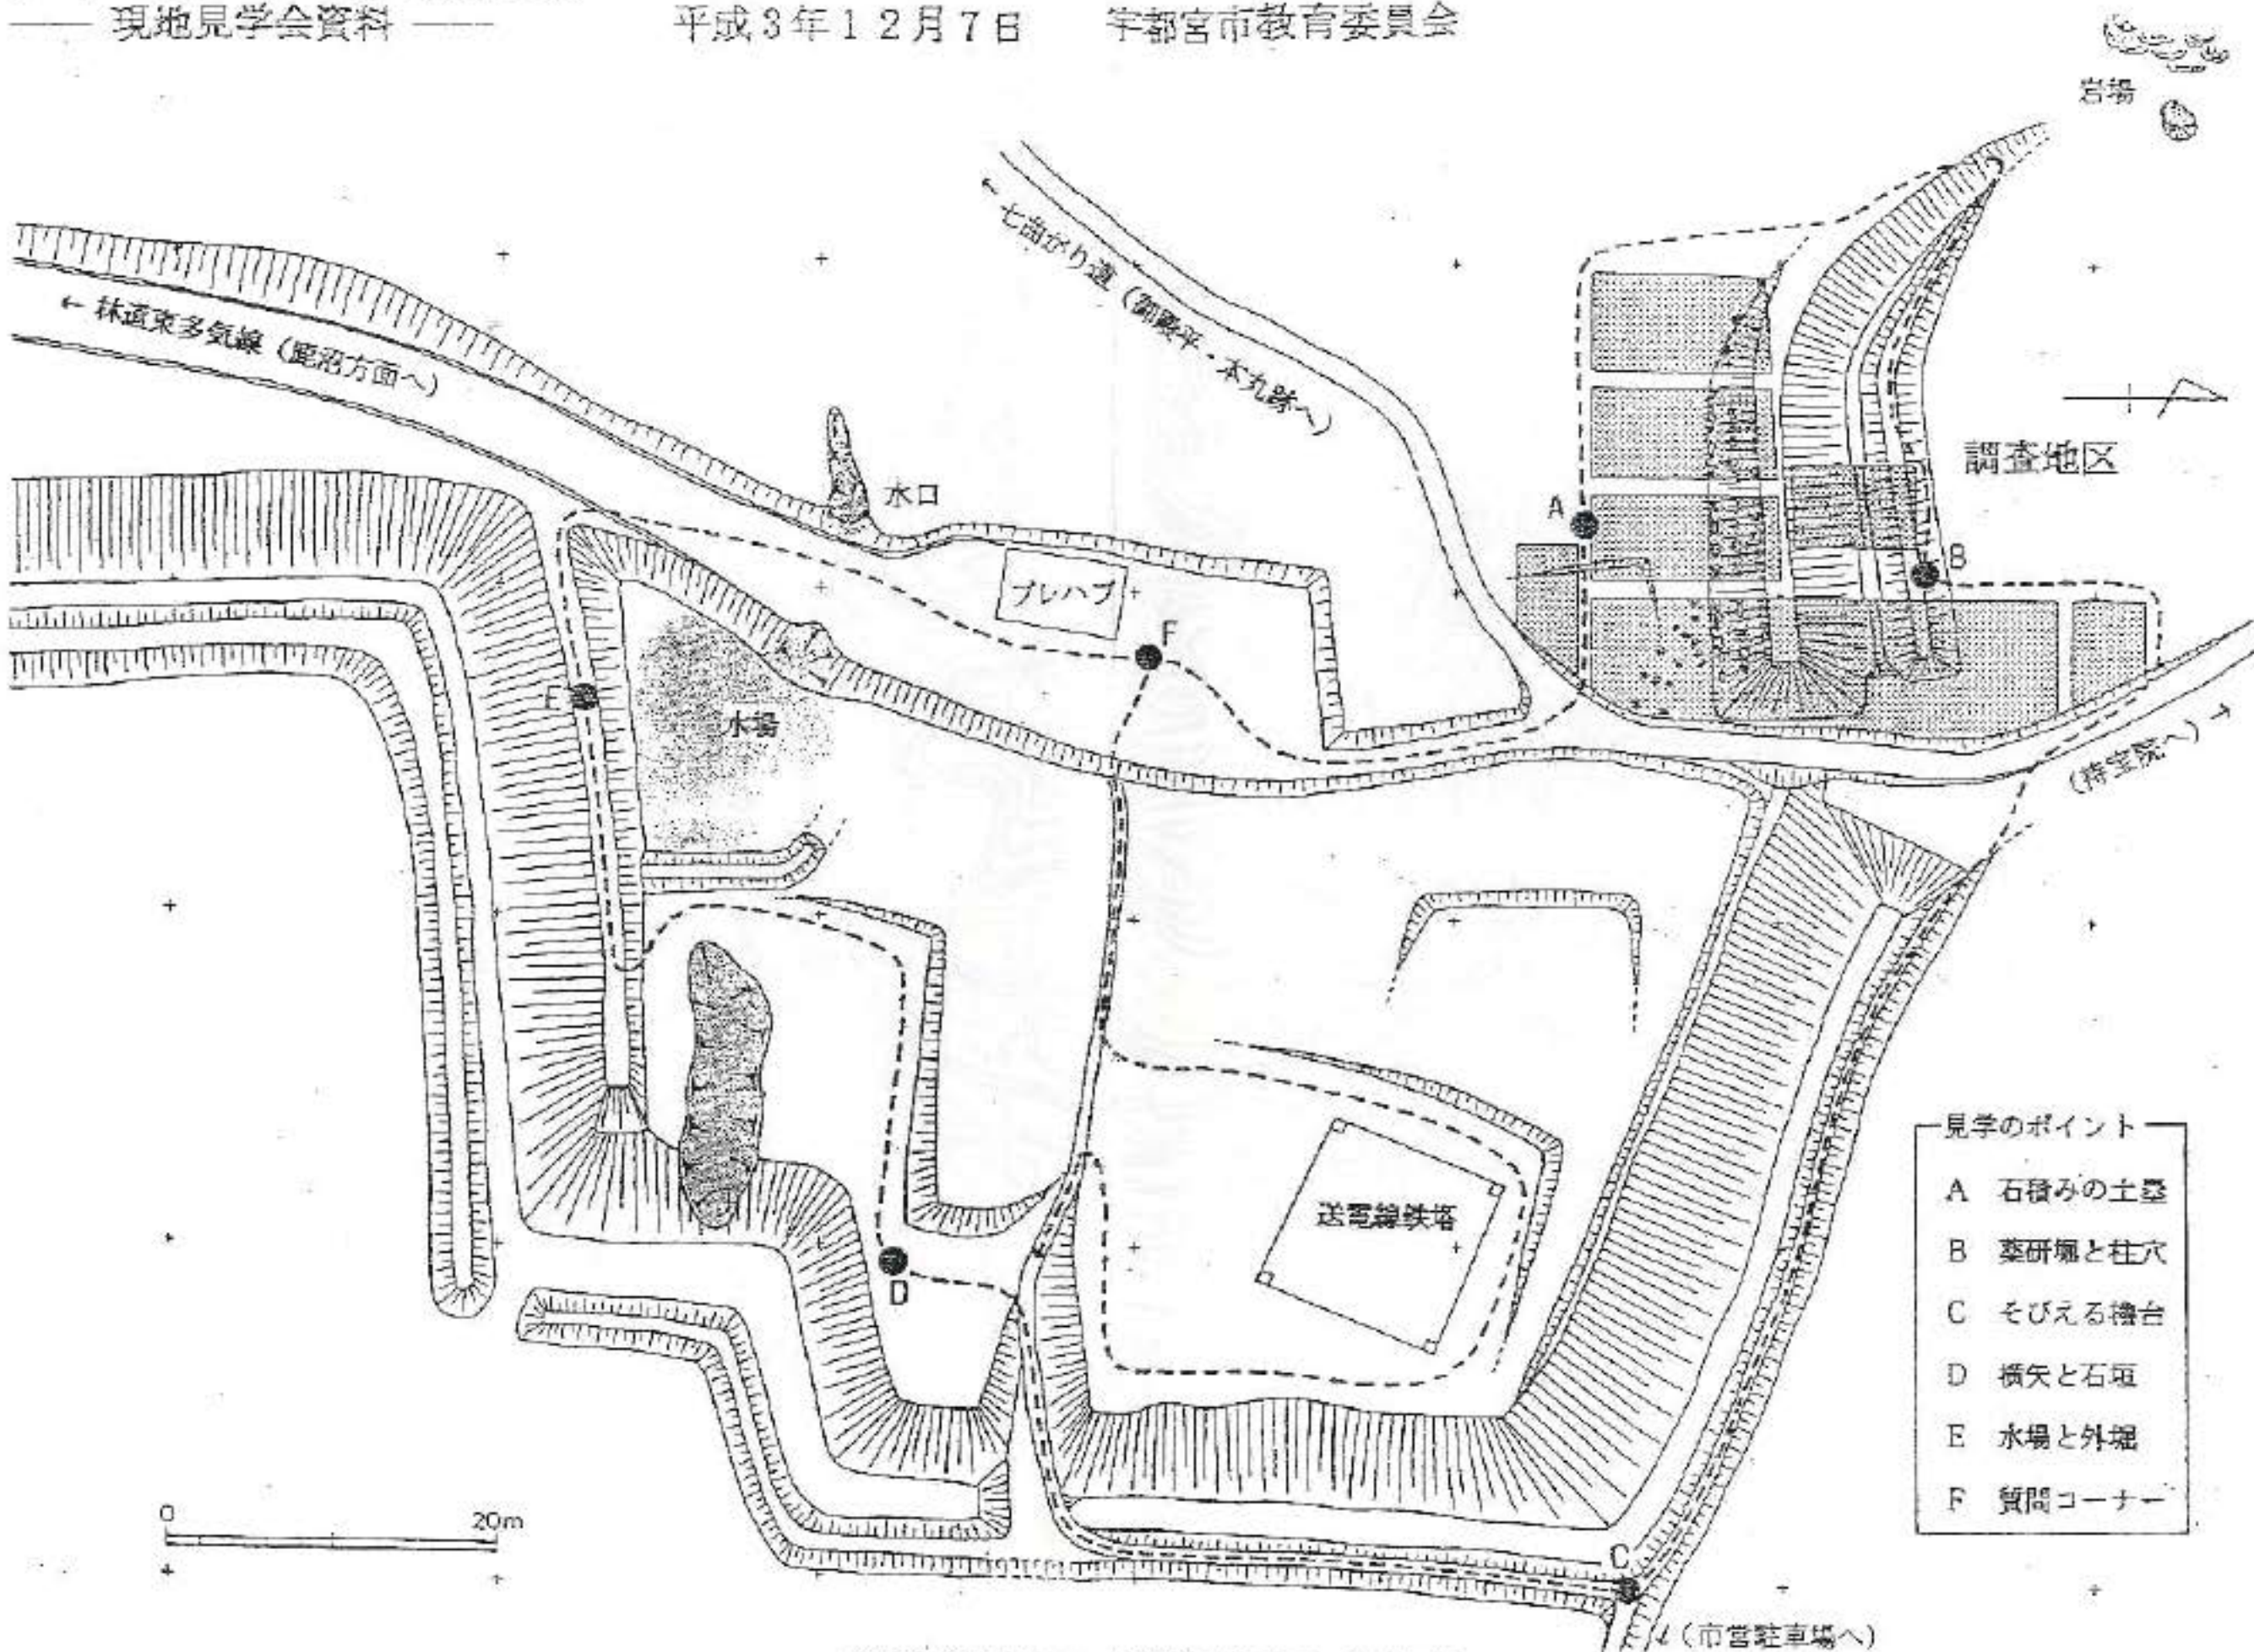 ── 現地見学会資料 ── 平成3年12月7日 宇都宮市教育委員会
岩場
← 七曲がり道 (御殿平・本丸跡へ)
← 林道東多気線 (鹿沼方面へ)
調査地区
水口
A
B
プレハブ
F
E
水場
(持宝院へ)
送電線鉄塔
D
見学のポイント
A 石積みの土塁
B 薬研堀と柱穴
C そびえる櫓台
D 横矢と石垣
E 水場と外堀
F 質問コーナー
0 20m
C
(市営駐車場へ)